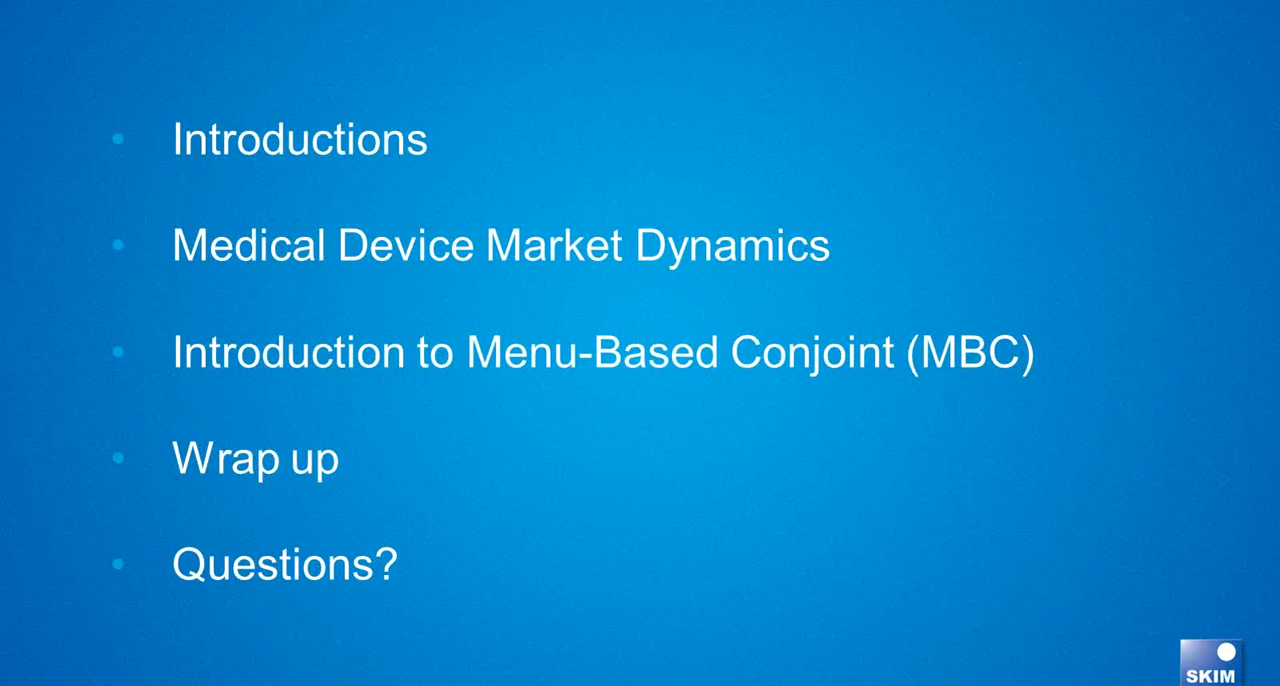 Introductions
Medical Device Market Dynamics
Introduction to Menu-Based Conjoint (MBC)
Wrap up
Questions?
SKIM